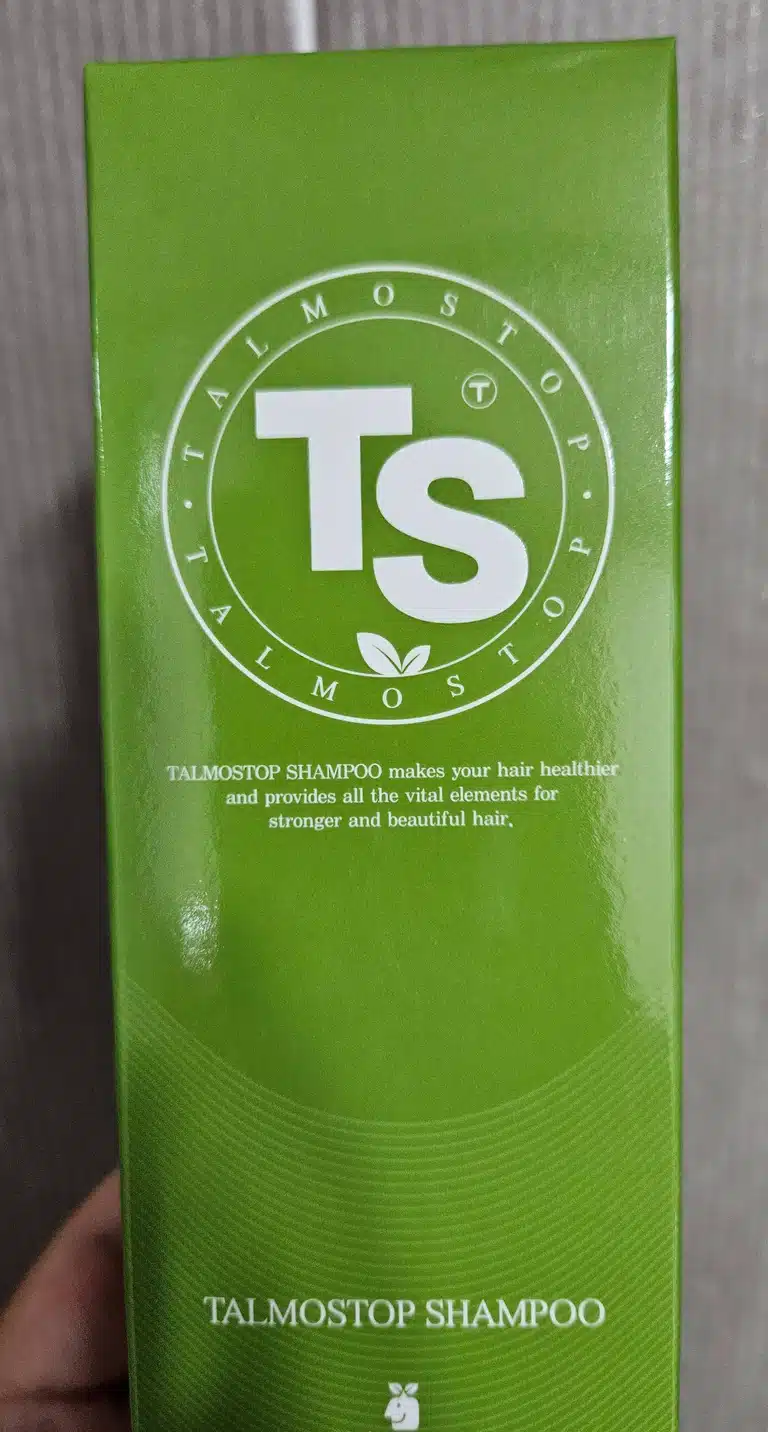 · TALMOSTOP · TALMOSTOP
T
TS
TALMOSTOP SHAMPOO makes your hair healthier
and provides all the vital elements for
stronger and beautiful hair.
TALMOSTOP SHAMPOO